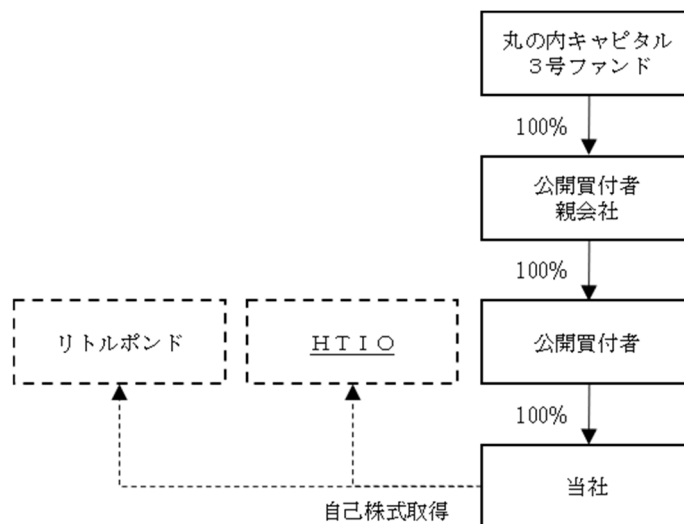 丸の内キャピタル
３号ファンド
100%
公開買付者
親会社
100%
リトルポンド
ＨＴＩＯ
公開買付者
100%
当社
自己株式取得